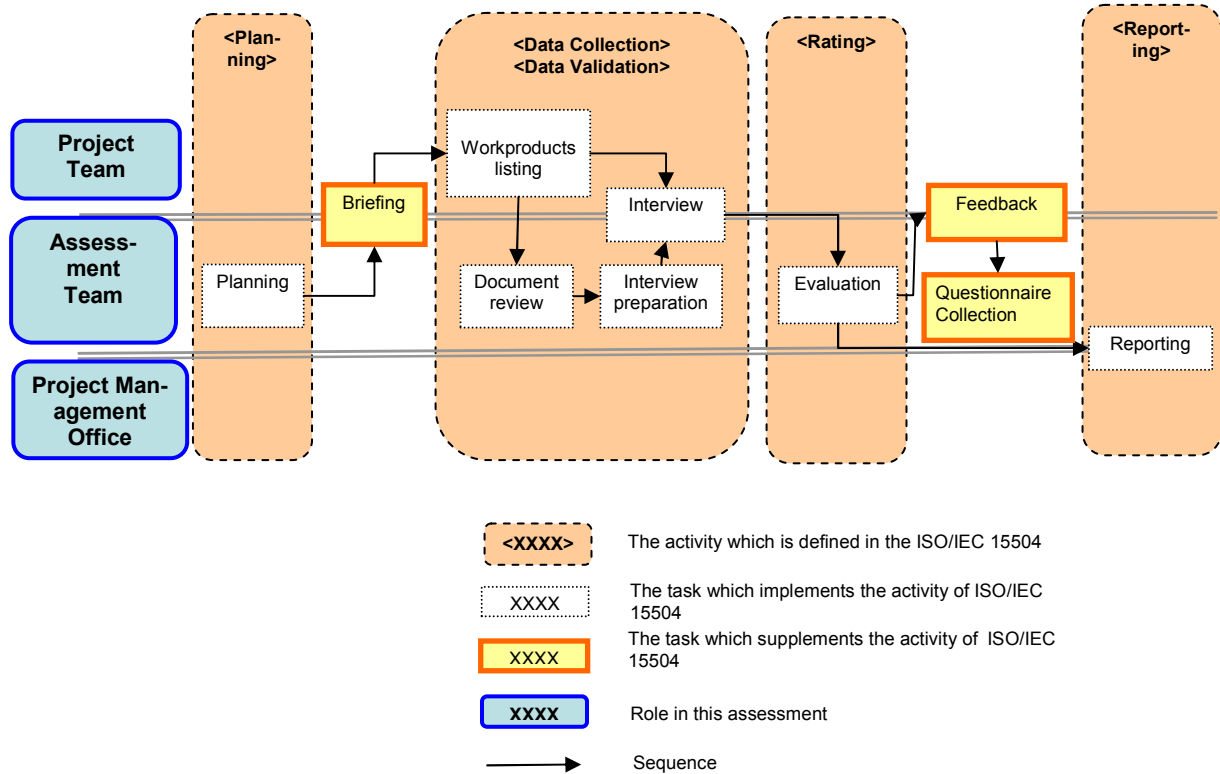 <Plan-
ning>
<Data Collection>
<Data Validation>
<Rating>
<Report-
ing>
Project
Team
Workproducts
listing
Briefing
Interview
Feedback
Assess-
ment
Team
Planning
Document
review
Interview
preparation
Evaluation
Questionnaire
Collection
Reporting
Project Man-
agement
Office
<XXXX>
The activity which is defined in the ISO/IEC 15504
XXXX
The task which implements the activity of ISO/IEC
15504
XXXX
The task which supplements the activity of ISO/IEC
15504
XXXX
Role in this assessment
Sequence